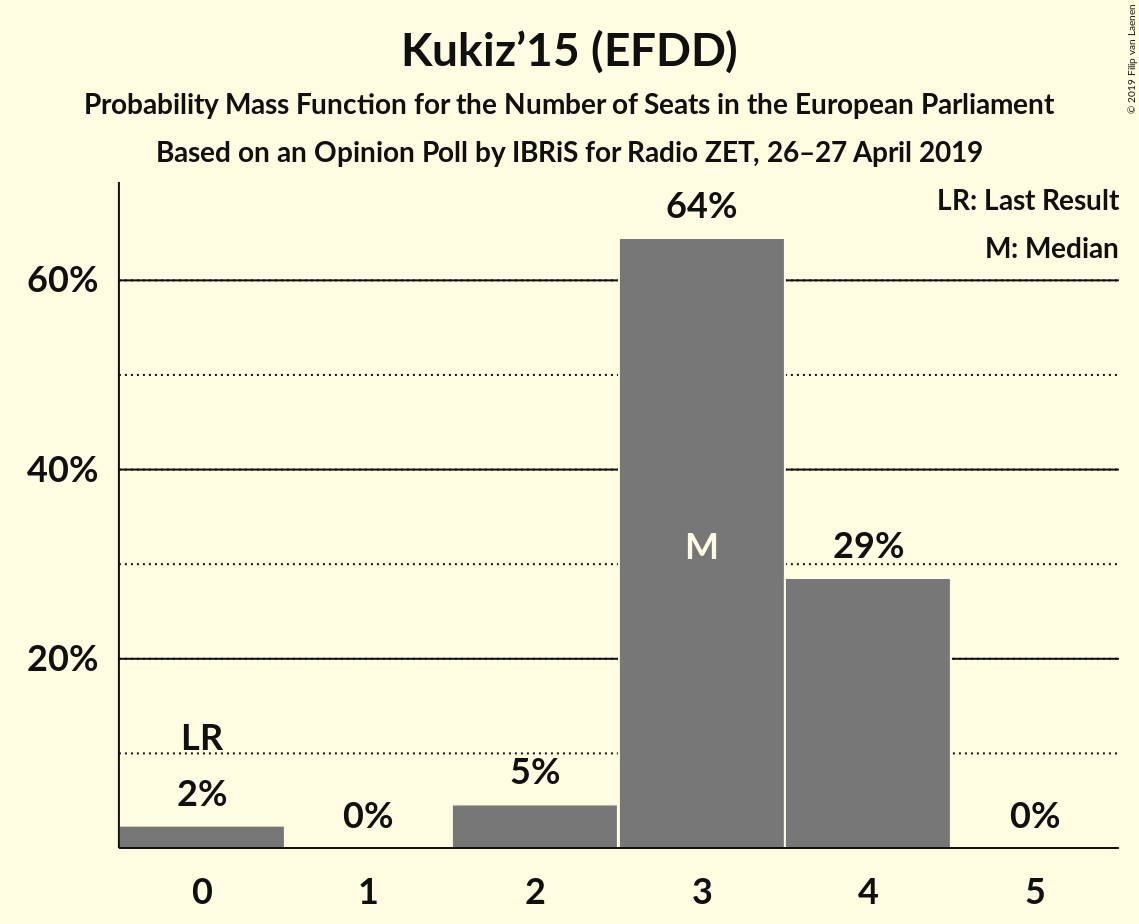 Kukiz’15 (EFDD)
Probability Mass Function for the Number of Seats in the European Parliament
Based on an Opinion Poll by IBRiS for Radio ZET, 26–27 April 2019
© 2019 Filip van Laenen
LR: Last Result
M: Median
64%
60%
40%
29%
M
20%
LR
5%
2%
0%
0%
0 1 2 3 4 5